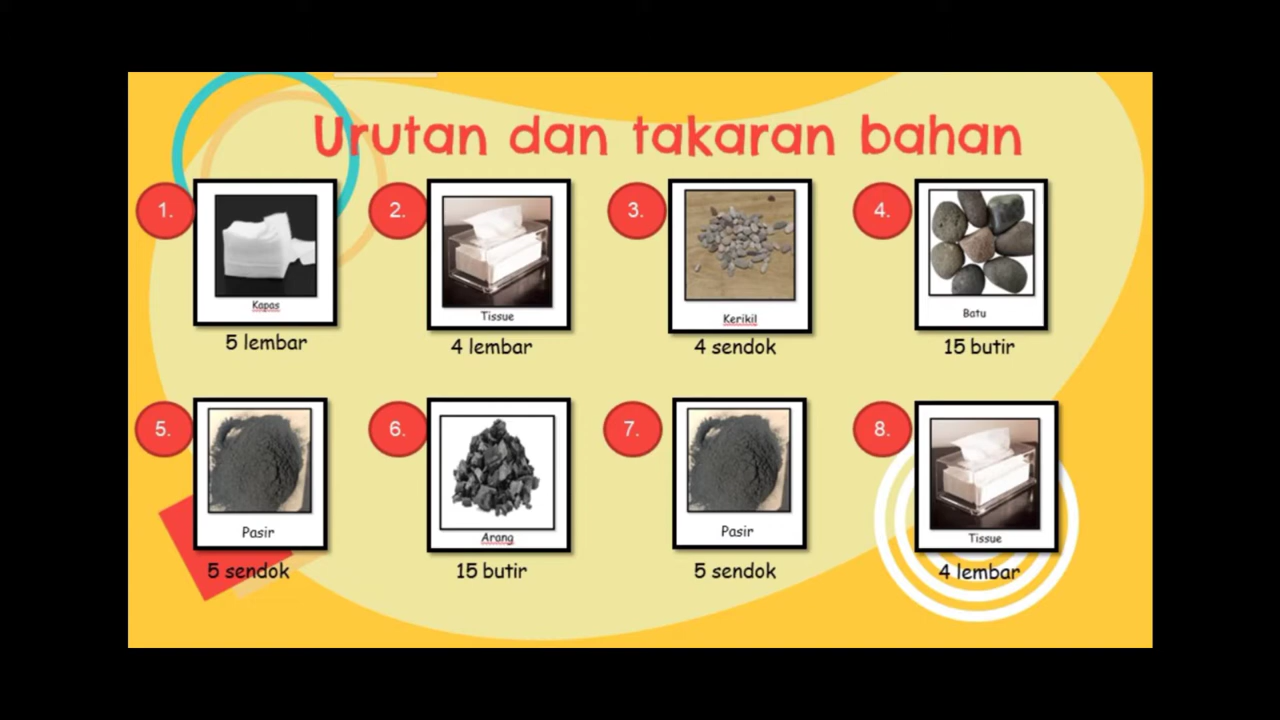 Urutan dan takaran bahan
1.
Kapas
5 lembar
2.
Tissue
4 lembar
3.
Kerikil
4 sendok
4.
Batu
15 butir
5.
Pasir
5 sendok
6.
Arang
15 butir
7.
Pasir
5 sendok
8.
Tissue
4 lembar